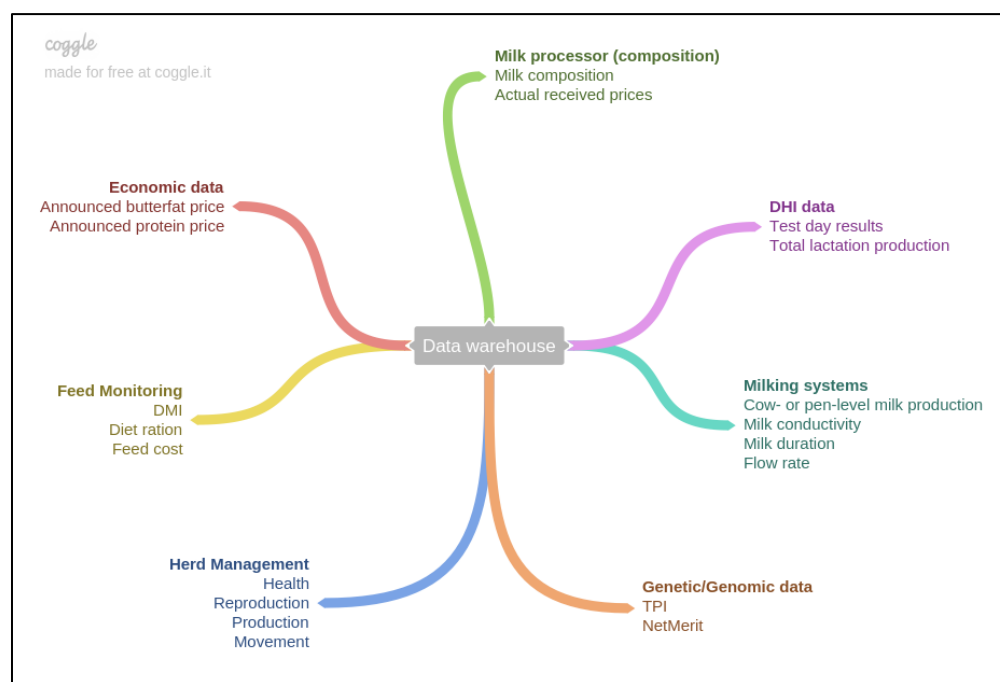 coggle
made for free at coggle.it
Milk processor (composition)
Milk composition
Actual received prices
Economic data
Announced butterfat price
Announced protein price
DHI data
Test day results
Total lactation production
Data warehouse
Feed Monitoring
DMI
Diet ration
Feed cost
Milking systems
Cow- or pen-level milk production
Milk conductivity
Milk duration
Flow rate
Herd Management
Health
Reproduction
Production
Movement
Genetic/Genomic data
TPI
NetMerit